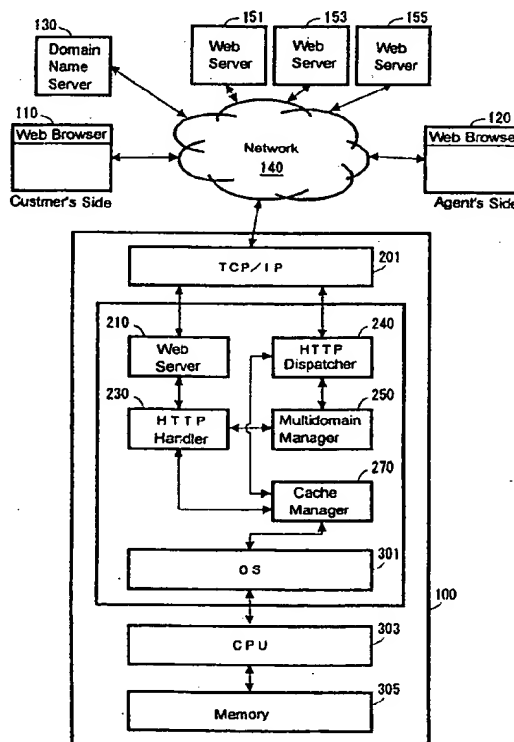 151
153
155
130
Domain
Name
Server
Web
Server
Web
Server
Web
Server
110
Web Browser
Custmer's Side
Network
140
120
Web Browser
Agent's Side
TCP/IP
201
210
Web
Server
240
HTTP
Dispatcher
230
HTTP
Handler
250
Multidomain
Manager
270
Cache
Manager
OS
301
100
CPU
303
Memory
305